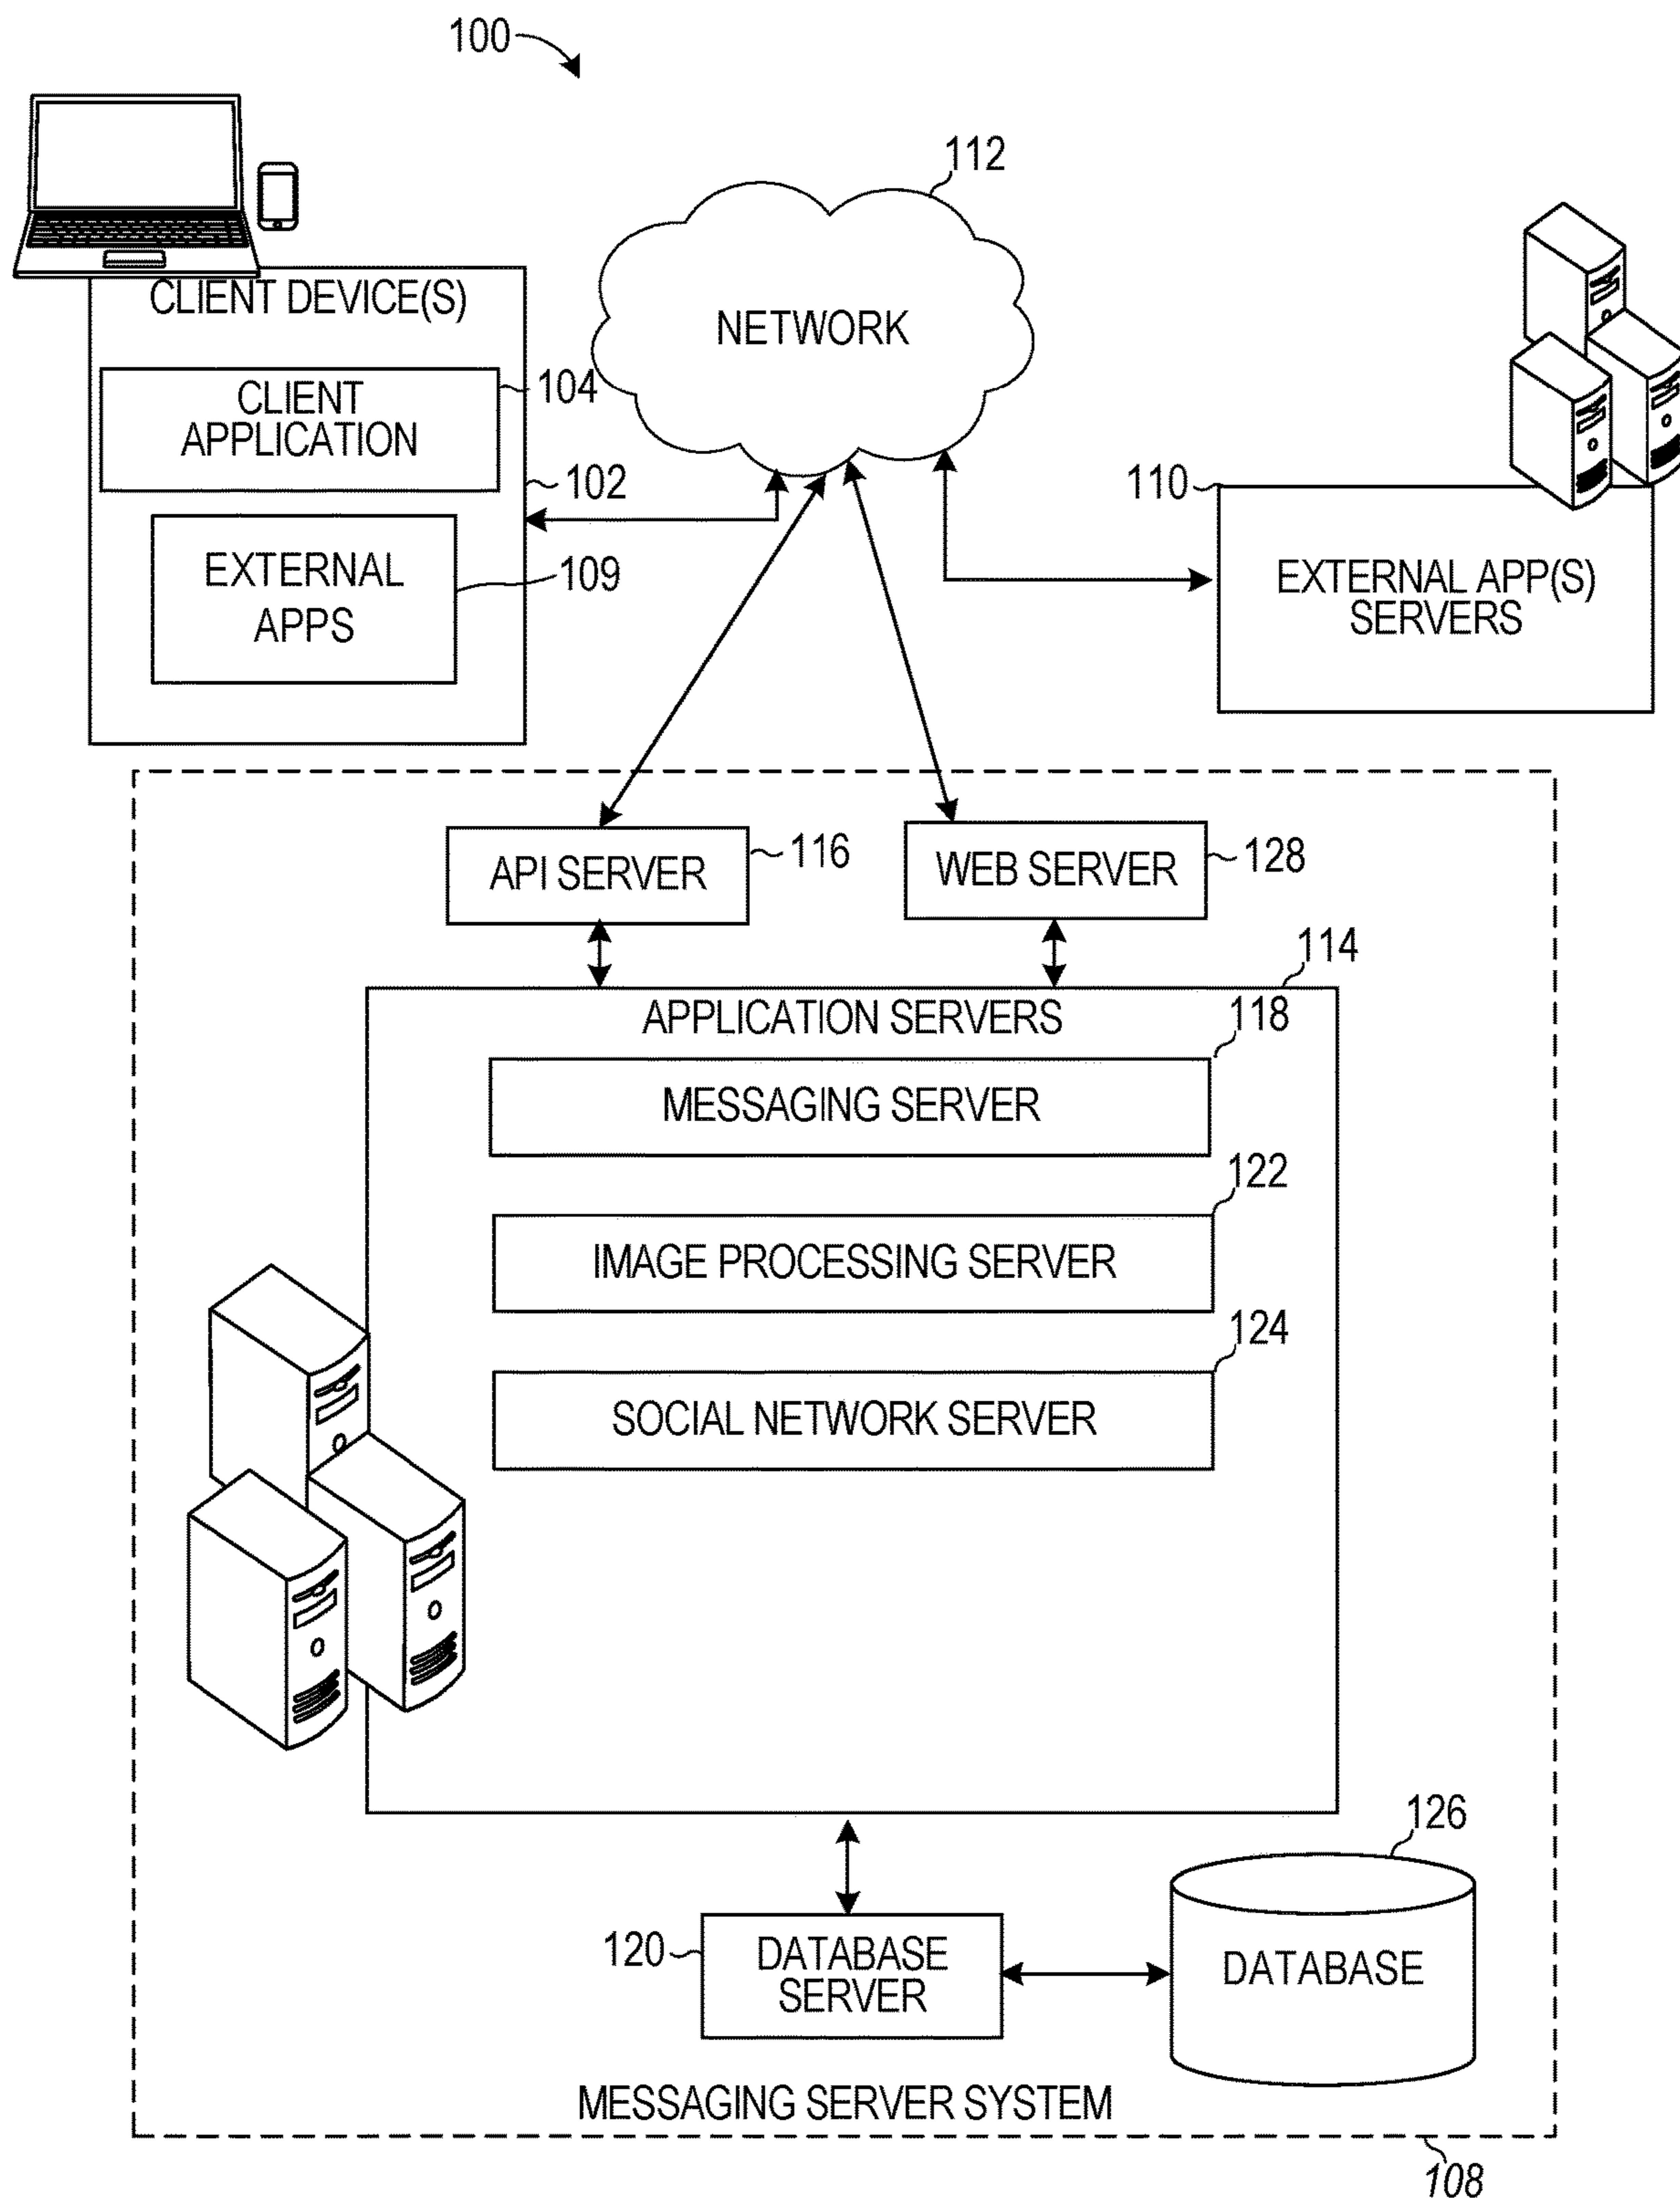 100
112
CLIENT DEVICE(S)
NETWORK
104
CLIENT
APPLICATION
102
110
EXTERNAL
APPS
109
EXTERNAL APP(S)
SERVERS
API SERVER
116
WEB SERVER
128
114
APPLICATION SERVERS
118
MESSAGING SERVER
122
IMAGE PROCESSING SERVER
124
SOCIAL NETWORK SERVER
126
120
DATABASE
SERVER
DATABASE
MESSAGING SERVER SYSTEM
108